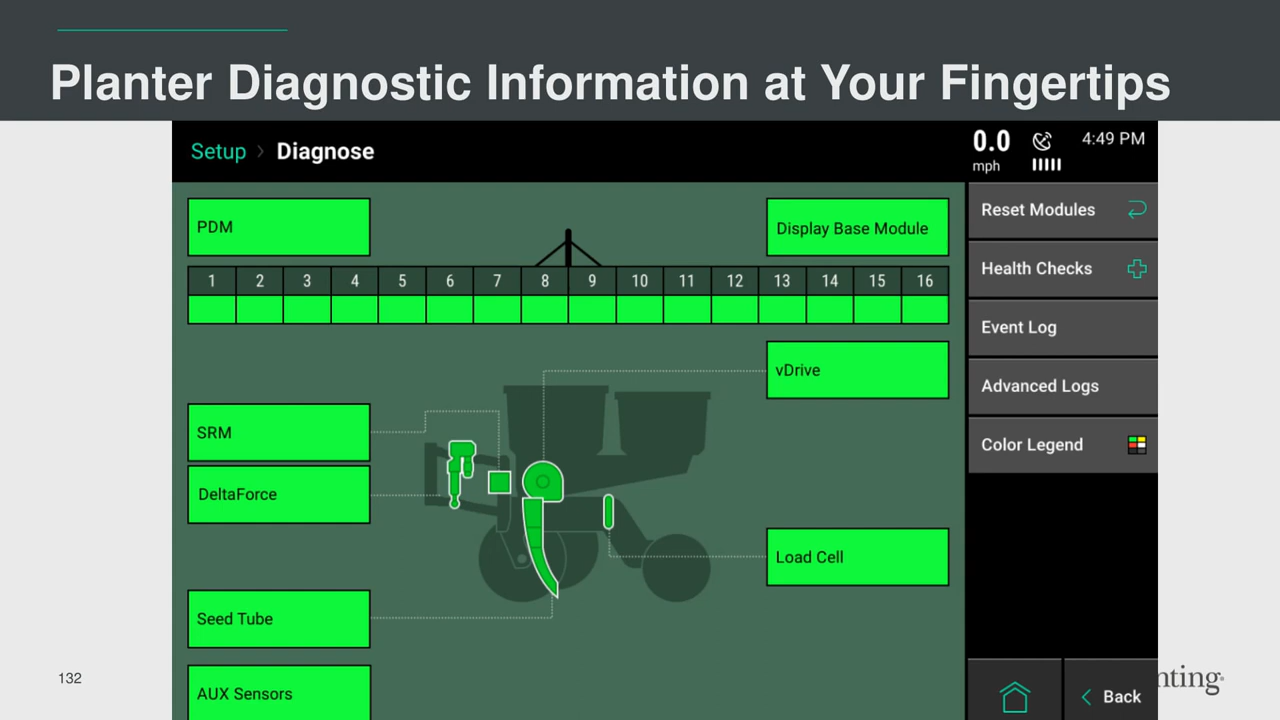 Planter Diagnostic Information at Your Fingertips
Setup › Diagnose
0.0
mph
4:49 PM
PDM
Display Base Module
1 2 3 4 5 6 7 8 9 10 11 12 13 14 15 16
vDrive
SRM
DeltaForce
Load Cell
Seed Tube
AUX Sensors
Reset Modules
Health Checks
Event Log
Advanced Logs
Color Legend
Back
132
nting